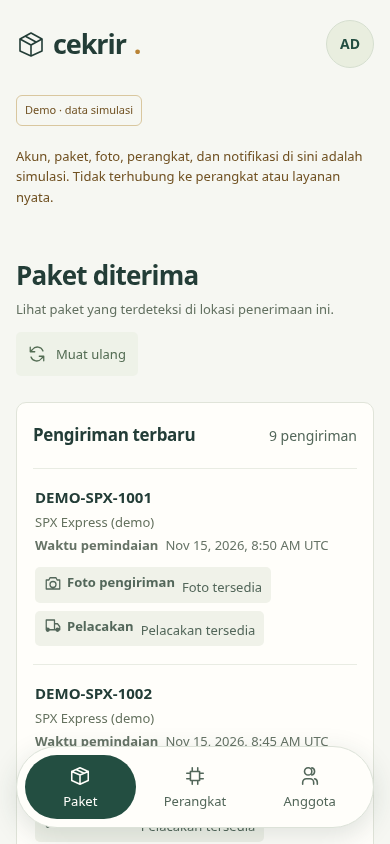 cekrir .
AD
Demo · data simulasi
Akun, paket, foto, perangkat, dan notifikasi di sini adalah
simulasi. Tidak terhubung ke perangkat atau layanan
nyata.
Paket diterima
Lihat paket yang terdeteksi di lokasi penerimaan ini.
Muat ulang
Pengiriman terbaru 9 pengiriman
DEMO-SPX-1001
SPX Express (demo)
Waktu pemindaian Nov 15, 2026, 8:50 AM UTC
Foto pengiriman Foto tersedia
Pelacakan Pelacakan tersedia
DEMO-SPX-1002
SPX Express (demo)
Waktu pemindaian Nov 15, 2026, 8:45 AM UTC
Paket Perangkat Anggota
Pelacakan tersedia